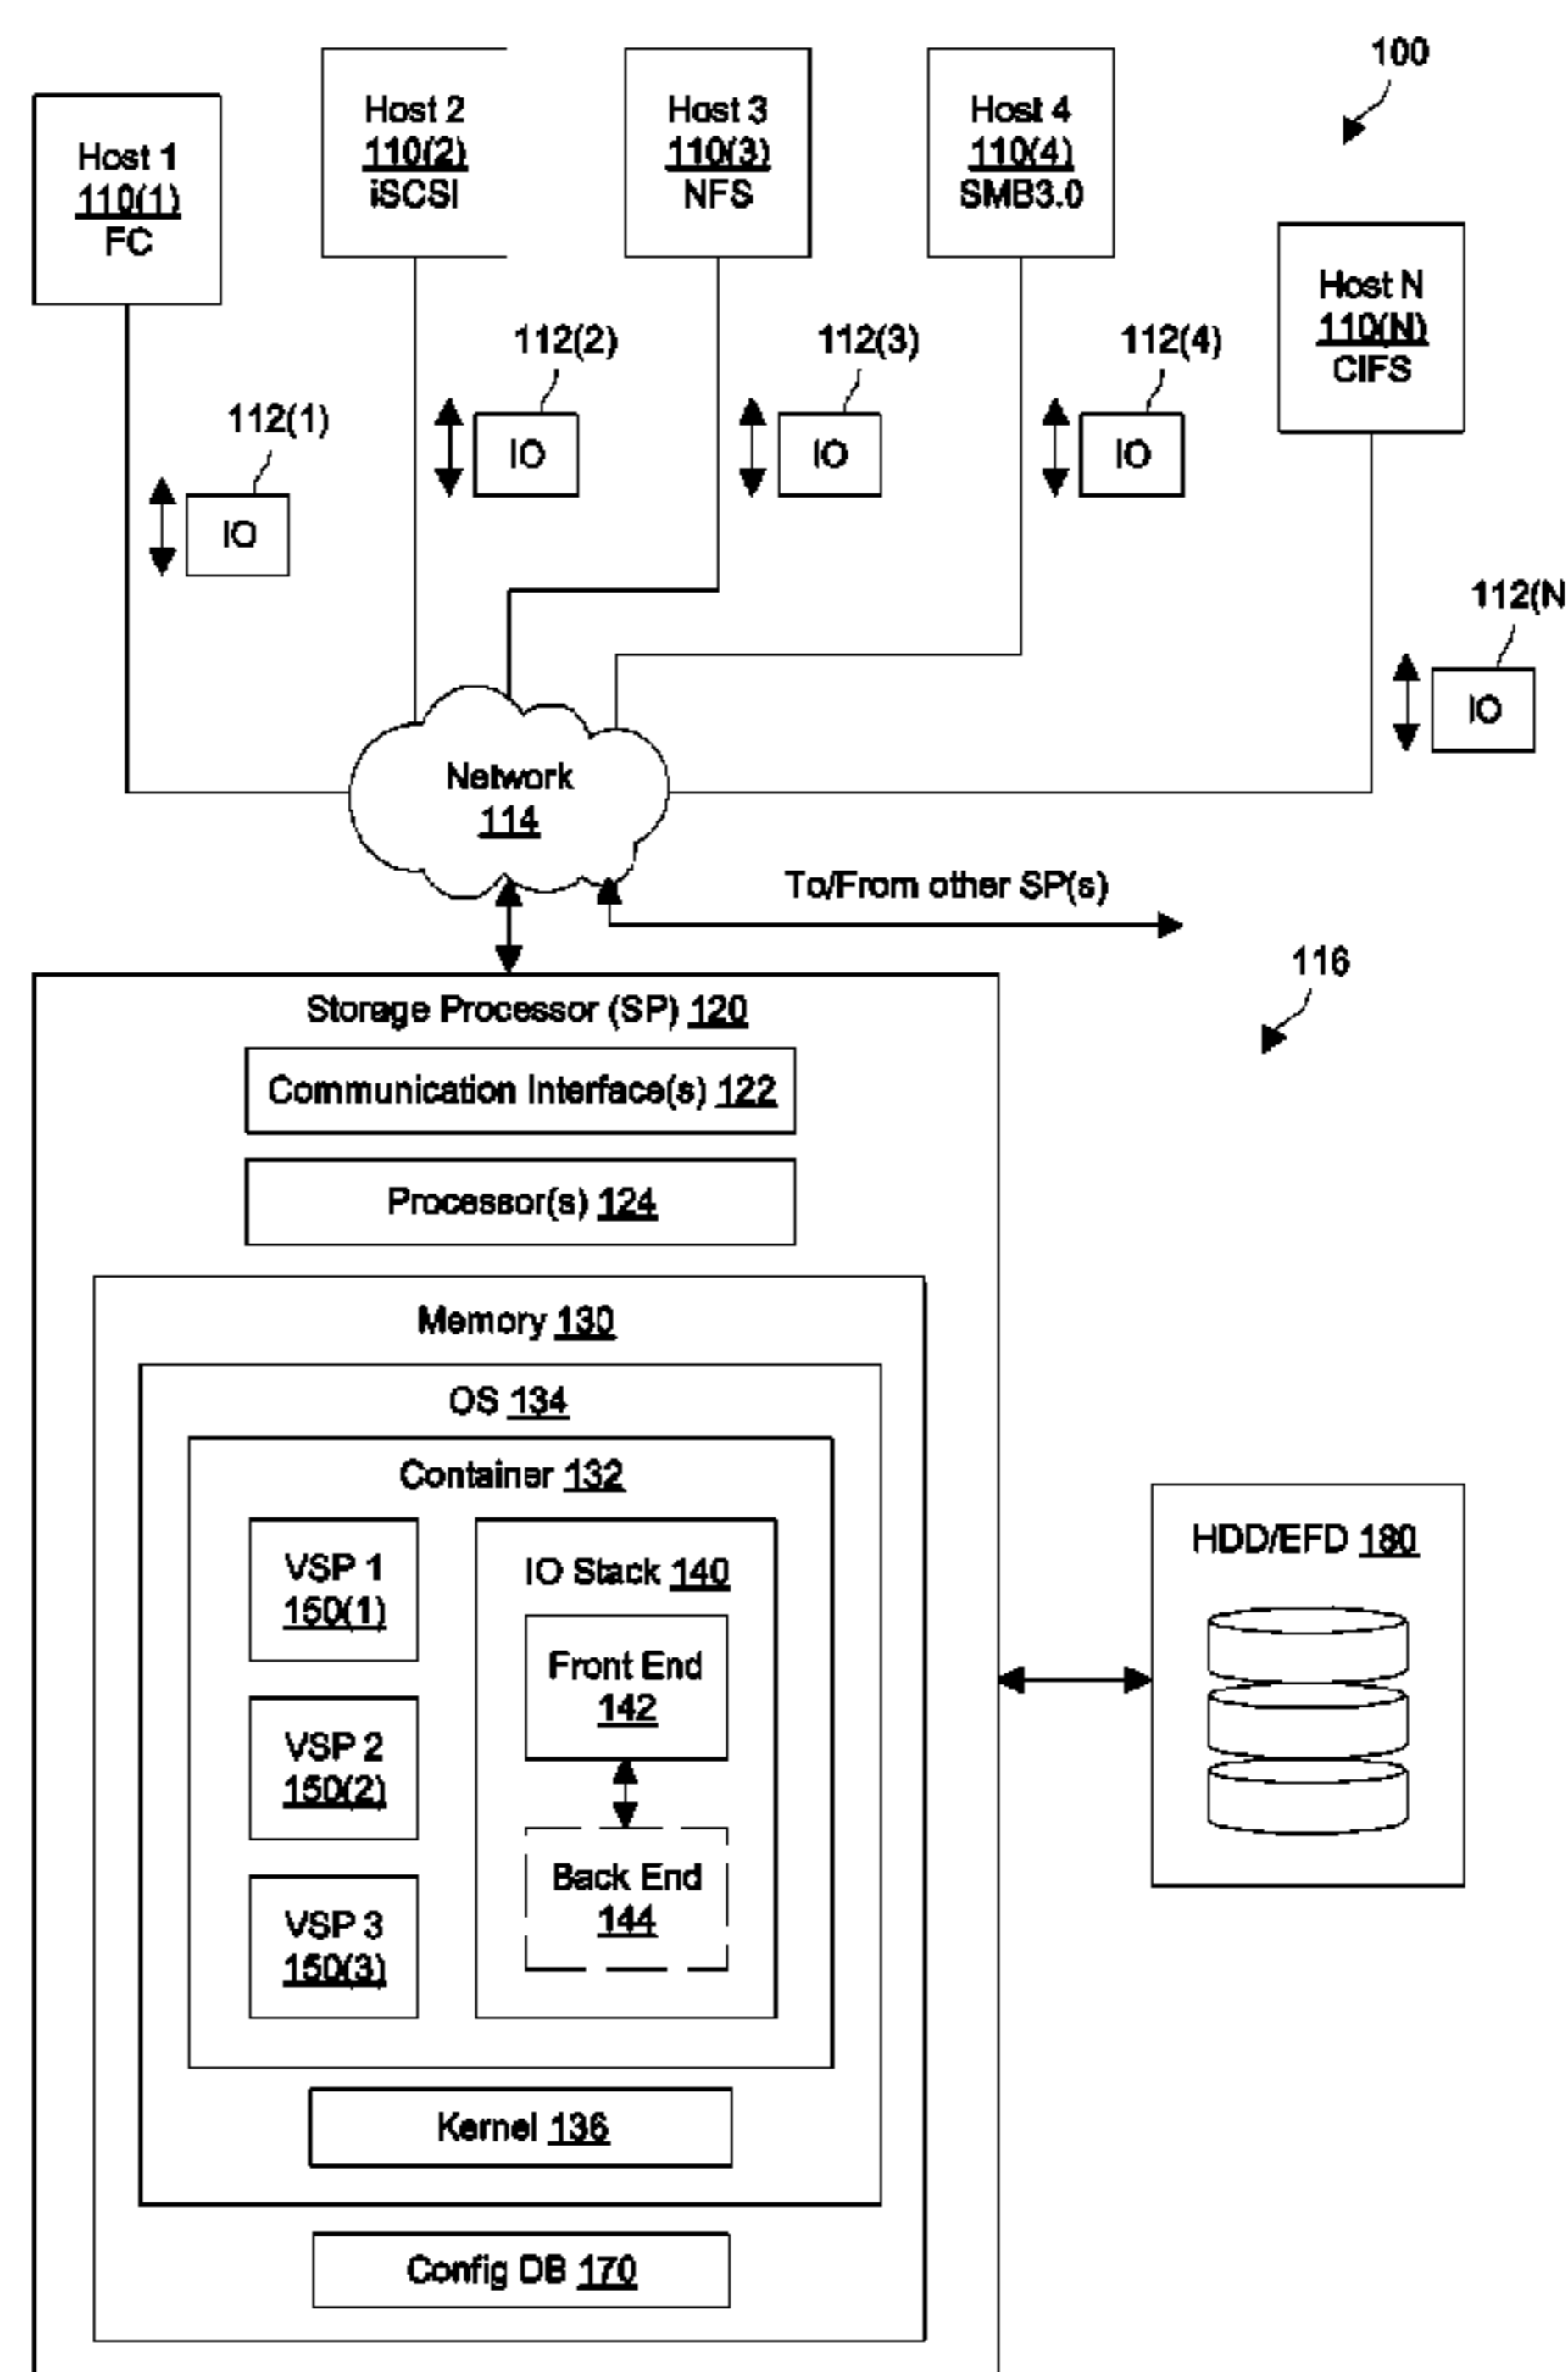 100
Host 1
110(1)
FC
Host 2
110(2)
iSCSI
Host 3
110(3)
NFS
Host 4
110(4)
SMB3.0
Host N
110(N)
CIFS
112(1)
IO
112(2)
IO
112(3)
IO
112(4)
IO
112(N
IO
Network
114
To/From other SP(s)
116
Storage Processor (SP) 120
Communication Interface(s) 122
Processor(s) 124
Memory 130
OS 134
Container 132
VSP 1
150(1)
VSP 2
150(2)
VSP 3
150(3)
IO Stack 140
Front End
142
Back End
144
Kernel 136
Config DB 170
HDD/EFD 180